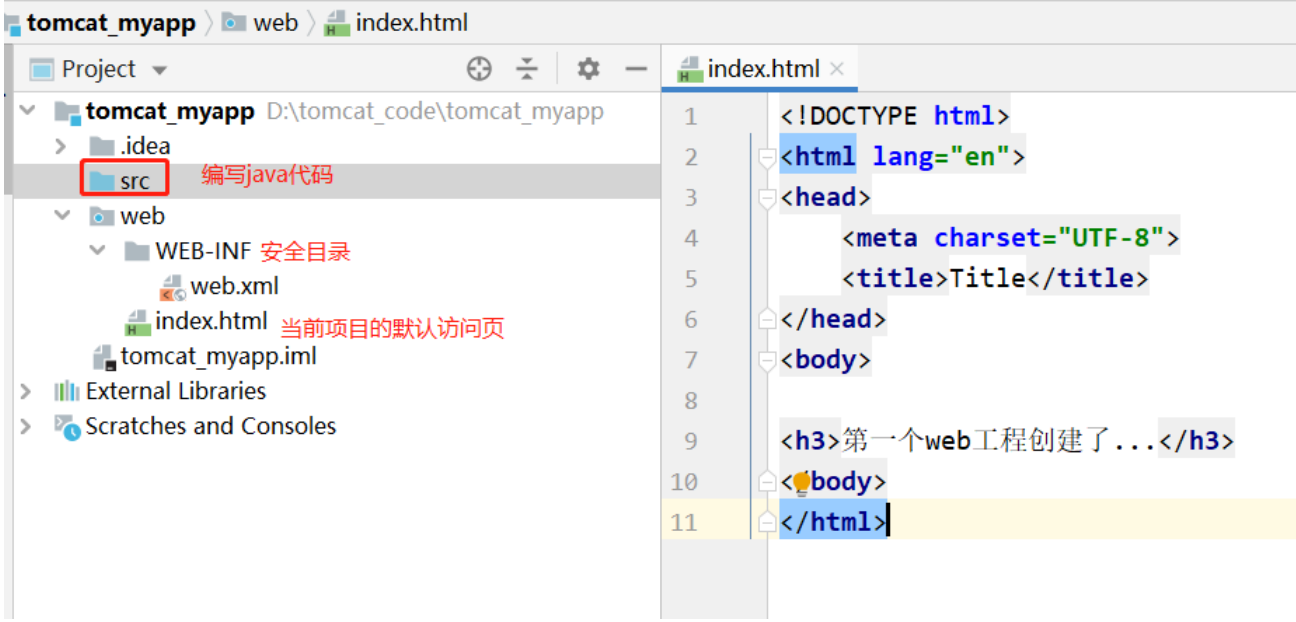 tomcat_myapp web index.html
Project
index.html
tomcat_myapp D:\tomcat_code\tomcat_myapp
.idea
src 编写java代码
web
WEB-INF 安全目录
web.xml
index.html 当前项目的默认访问页
tomcat_myapp.iml
External Libraries
Scratches and Consoles
1 <!DOCTYPE html>
2 <html lang="en">
3 <head>
4 <meta charset="UTF-8">
5 <title>Title</title>
6 </head>
7 <body>
8
9 <h3>第一个web工程创建了...</h3>
10 </body>
11 </html>